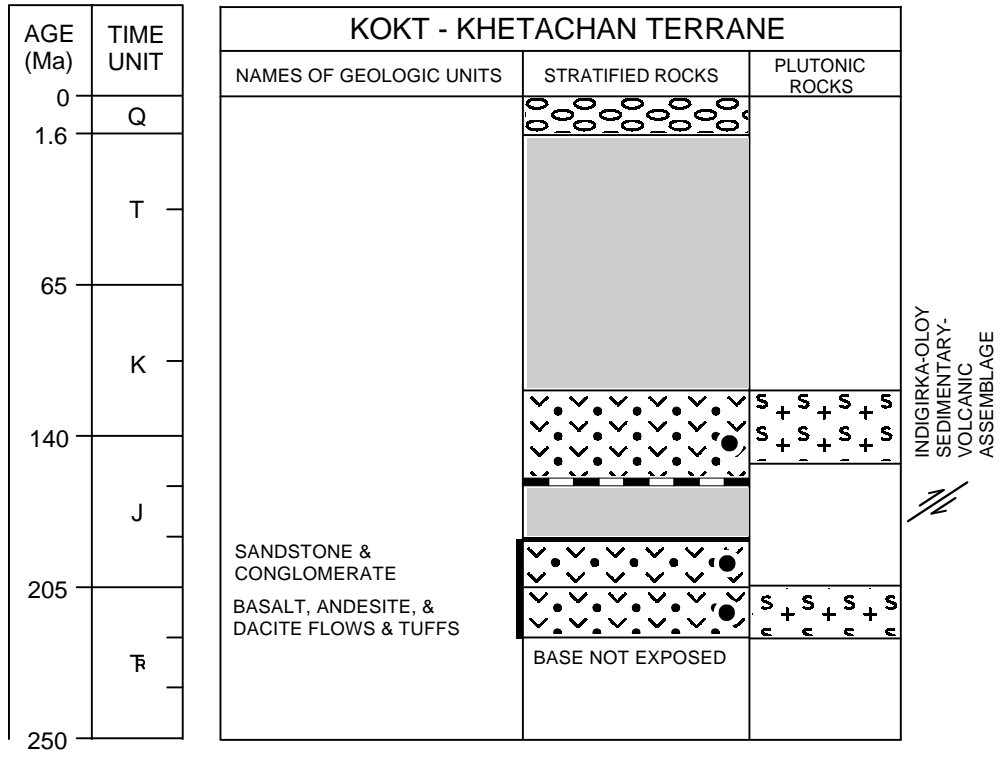 KOKT - KHETACHAN TERRANE
AGE
(Ma)
TIME
UNIT
NAMES OF GEOLOGIC UNITS
STRATIFIED ROCKS
PLUTONIC
ROCKS
0
Q
1.6
T
65
K
140
J
205
TR
250
SANDSTONE &
CONGLOMERATE
BASALT, ANDESITE, &
DACITE FLOWS & TUFFS
BASE NOT EXPOSED
S S S S
S S S S
S S S S
INDIGIRKA-OLOY
SEDIMENTARY-
VOLCANIC
ASSEMBLAGE